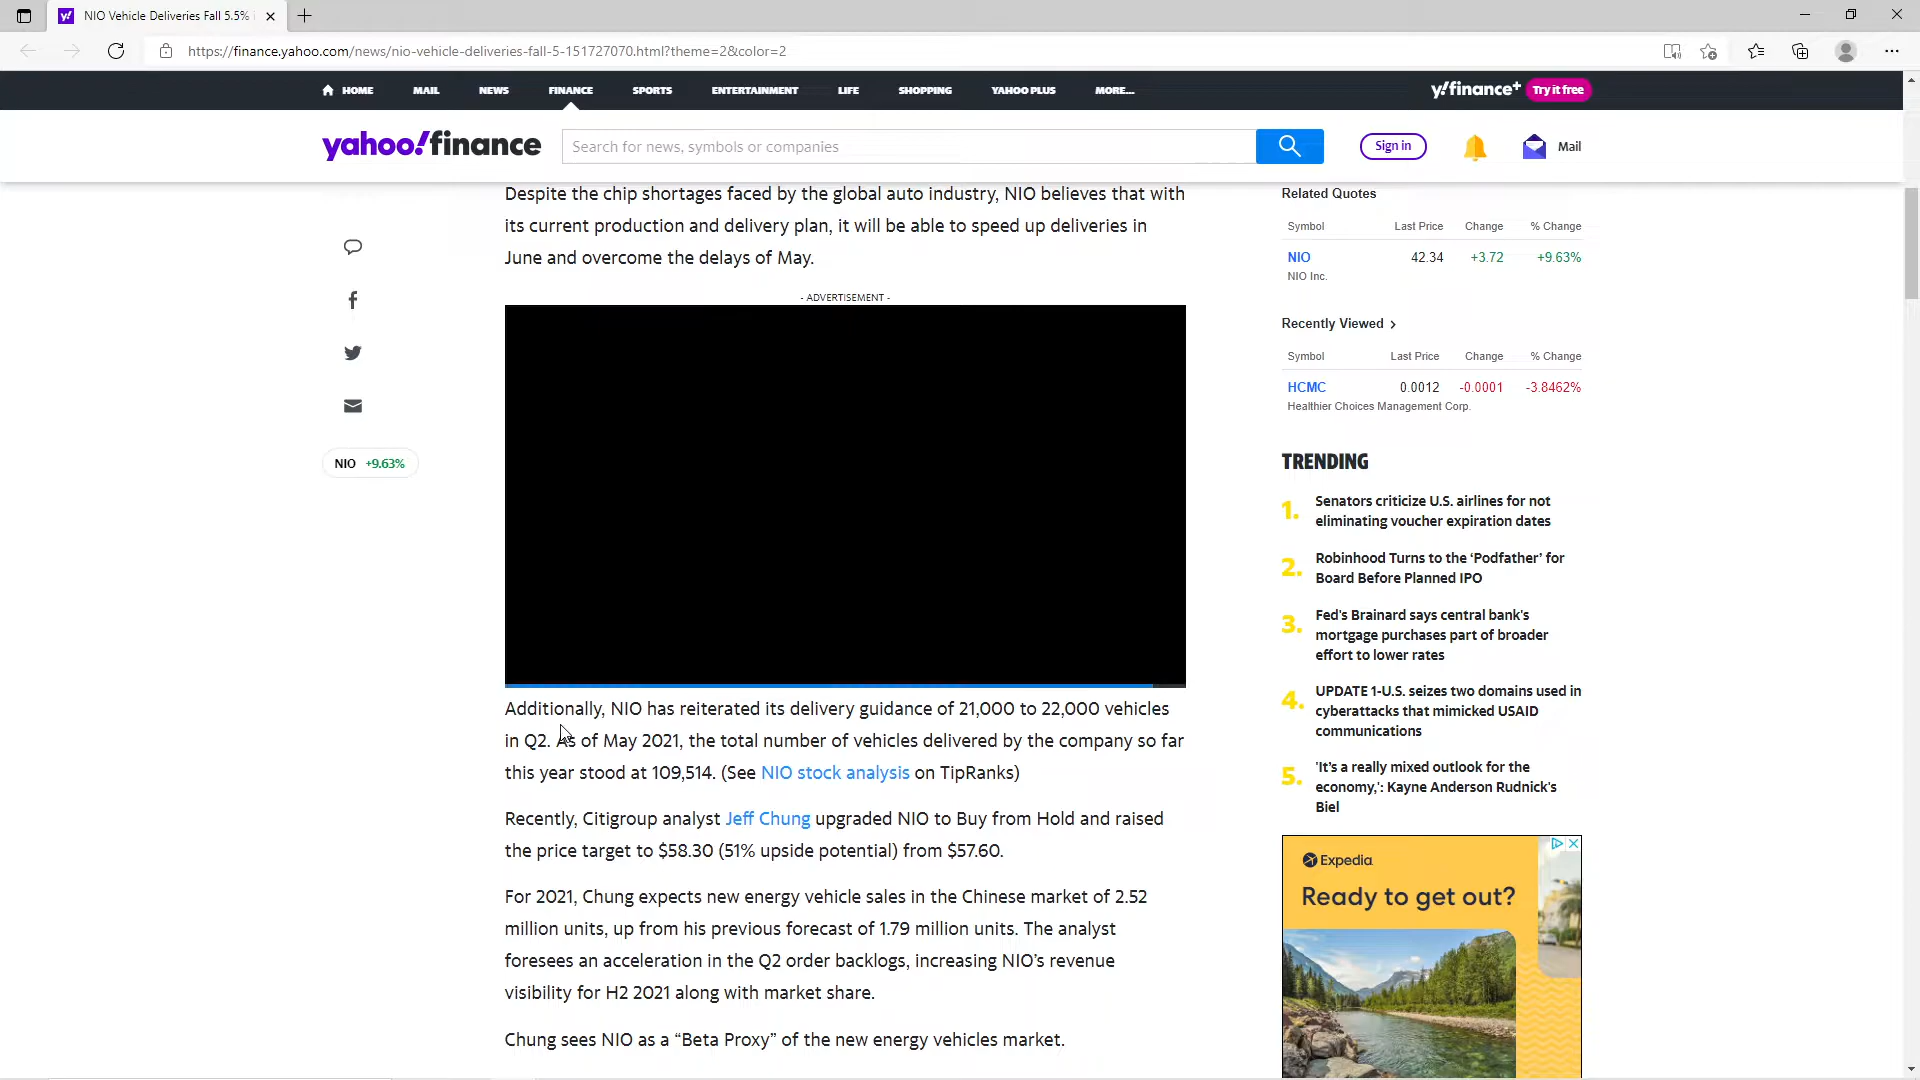 NIO Vehicle Deliveries Fall 5.5%
https://finance.yahoo.com/news/nio-vehicle-deliveries-fall-5-151727070.html?theme=2&color=2
HOME MAIL NEWS FINANCE SPORTS ENTERTAINMENT LIFE SHOPPING YAHOO PLUS MORE... y!finance+ Try it free
yahoo!finance Search for news, symbols or companies Sign in Mail
Despite the chip shortages faced by the global auto industry, NIO believes that with
its current production and delivery plan, it will be able to speed up deliveries in
June and overcome the delays of May.
- ADVERTISEMENT -
NIO +9.63%
Additionally, NIO has reiterated its delivery guidance of 21,000 to 22,000 vehicles
in Q2. As of May 2021, the total number of vehicles delivered by the company so far
this year stood at 109,514. (See NIO stock analysis on TipRanks)
Recently, Citigroup analyst Jeff Chung upgraded NIO to Buy from Hold and raised
the price target to $58.30 (51% upside potential) from $57.60.
For 2021, Chung expects new energy vehicle sales in the Chinese market of 2.52
million units, up from his previous forecast of 1.79 million units. The analyst
foresees an acceleration in the Q2 order backlogs, increasing NIO’s revenue
visibility for H2 2021 along with market share.
Chung sees NIO as a “Beta Proxy” of the new energy vehicles market.
Related Quotes
Symbol Last Price Change % Change
NIO 42.34 +3.72 +9.63%
NIO Inc.
Recently Viewed >
Symbol Last Price Change % Change
HCMC 0.0012 -0.0001 -3.8462%
Healthier Choices Management Corp.
TRENDING
1. Senators criticize U.S. airlines for not
eliminating voucher expiration dates
2. Robinhood Turns to the ‘Podfather’ for
Board Before Planned IPO
3. Fed's Brainard says central bank's
mortgage purchases part of broader
effort to lower rates
4. UPDATE 1-U.S. seizes two domains used in
cyberattacks that mimicked USAID
communications
5. 'It’s a really mixed outlook for the
economy,': Kayne Anderson Rudnick’s
Biel
Expedia
Ready to get out?